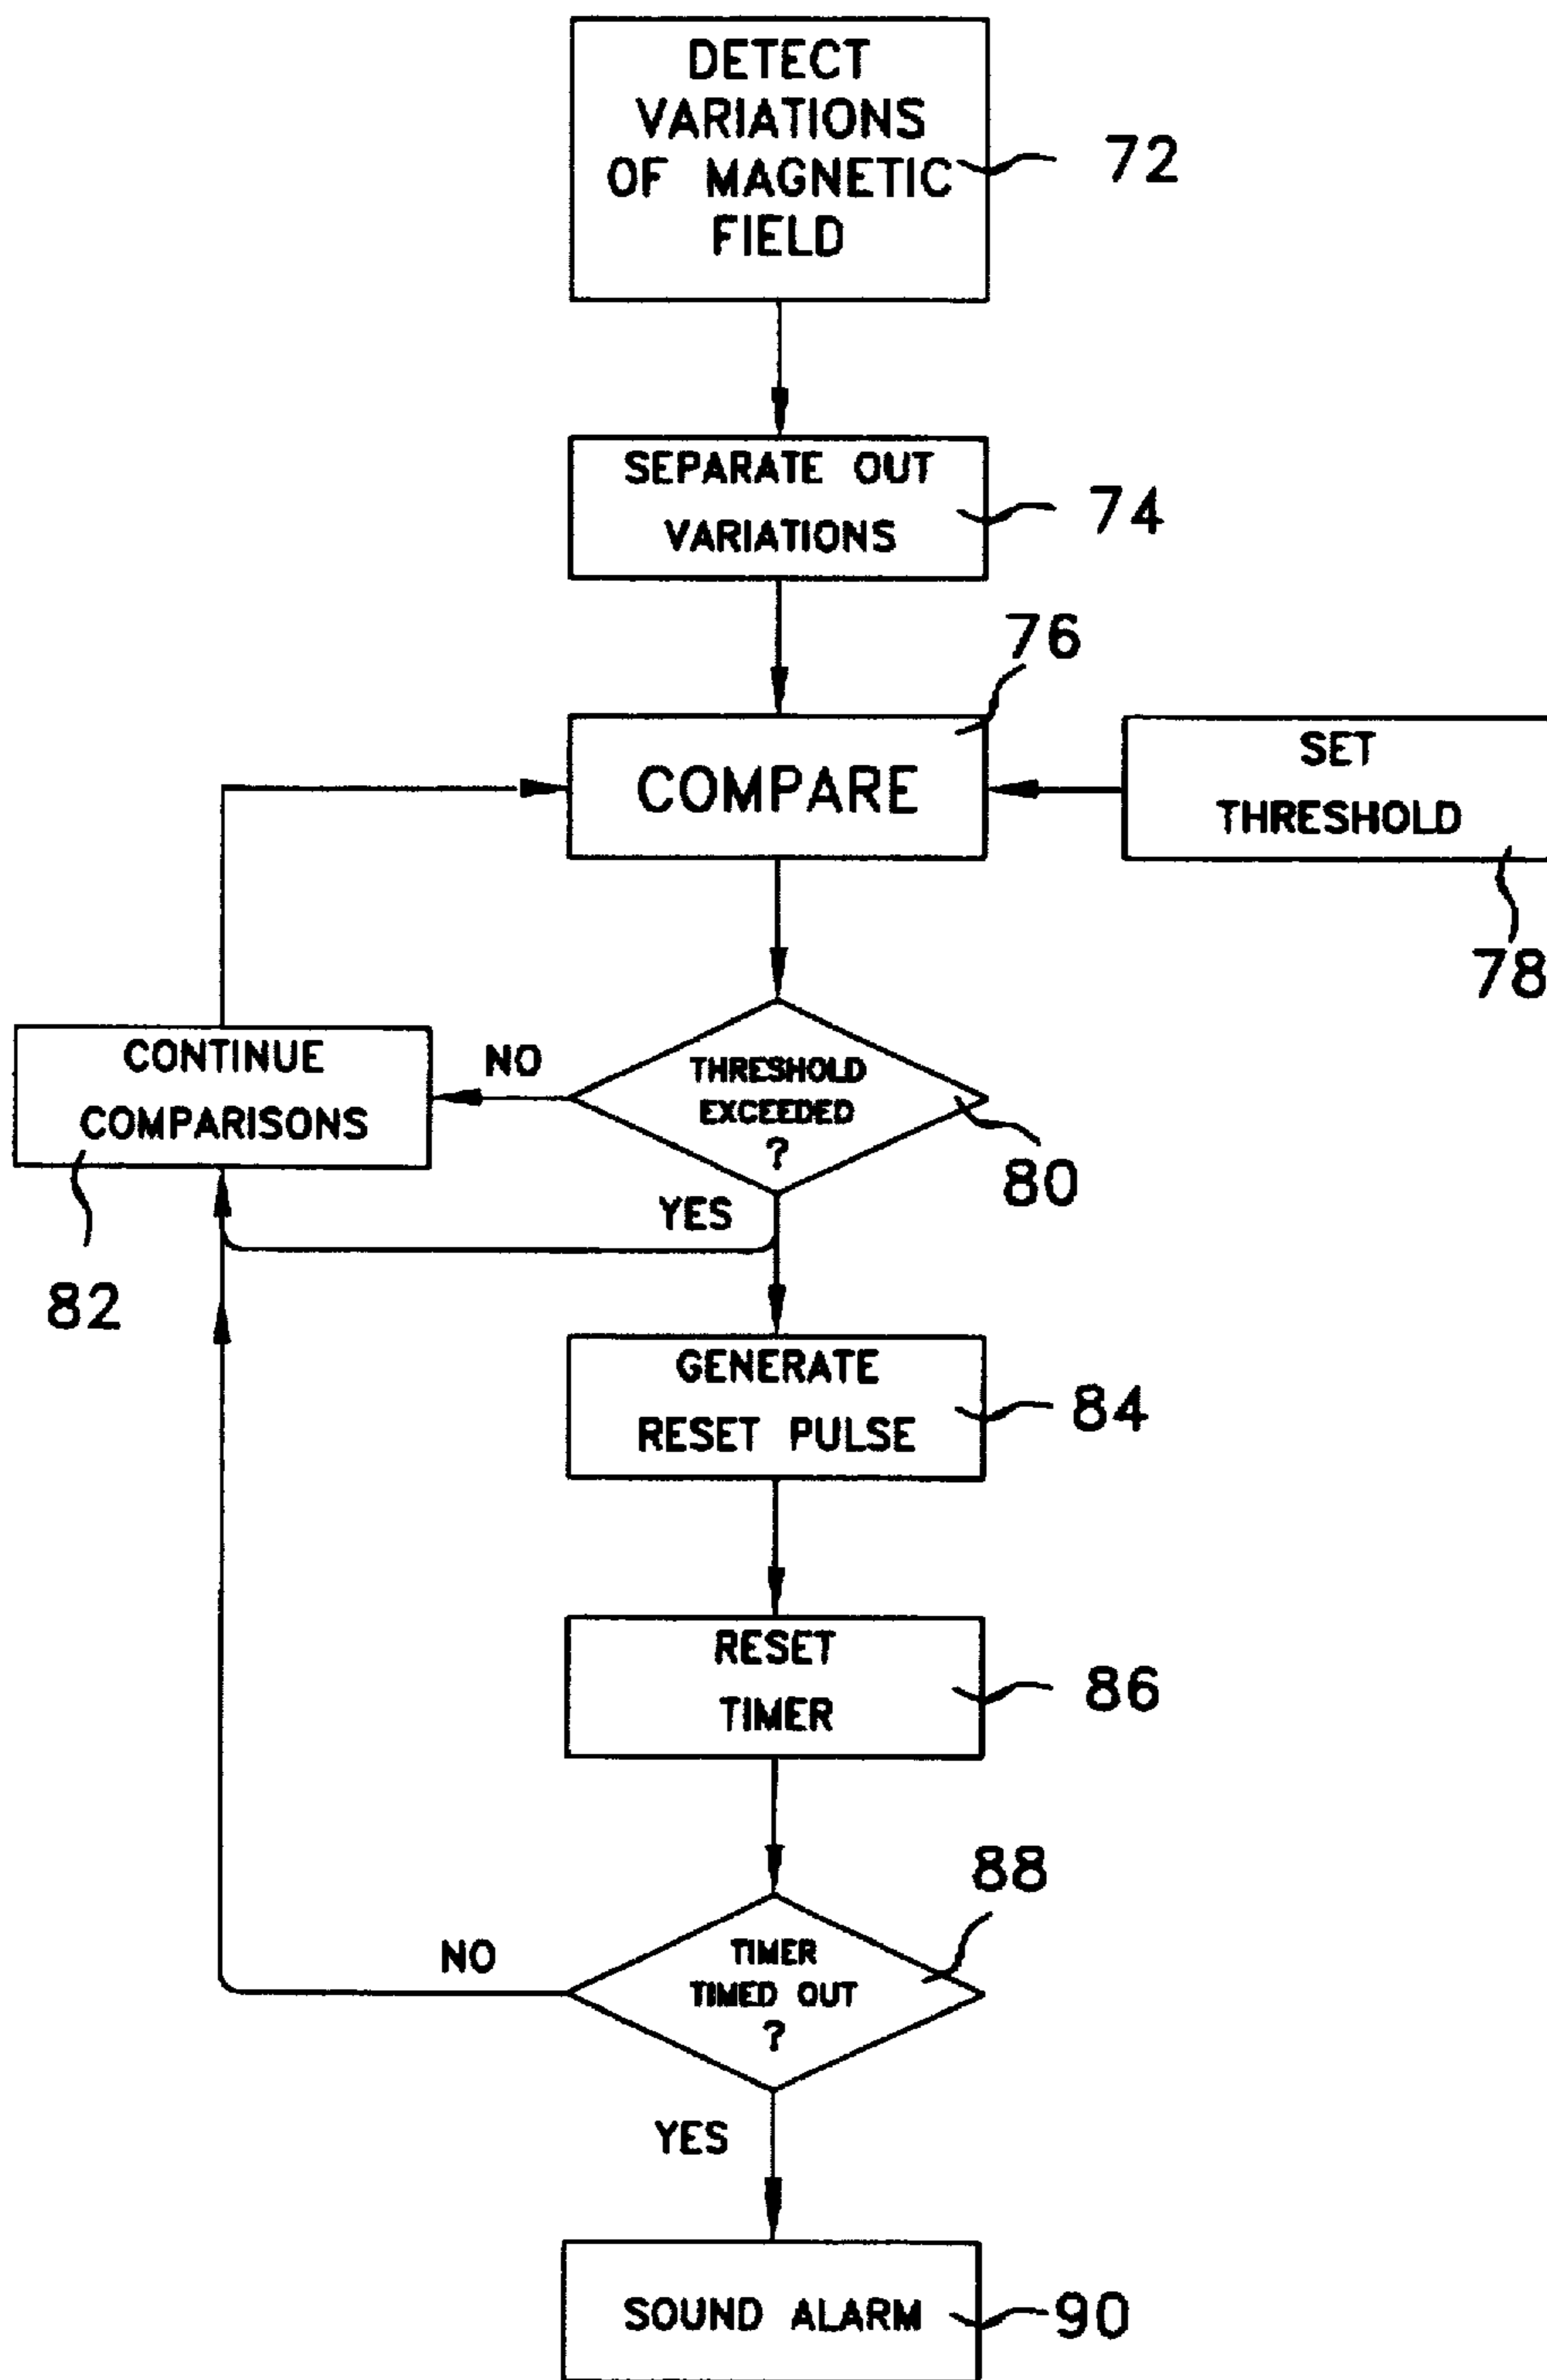 DETECT
VARIATIONS
OF MAGNETIC
FIELD
72
SEPARATE OUT
VARIATIONS
74
76
COMPARE
SET
THRESHOLD
78
CONTINUE
COMPARISONS
82
NO
THRESHOLD
EXCEEDED
?
80
YES
GENERATE
RESET PULSE
84
RESET
TIMER
86
88
NO
TIMER
TIMED OUT
?
YES
SOUND ALARM
90